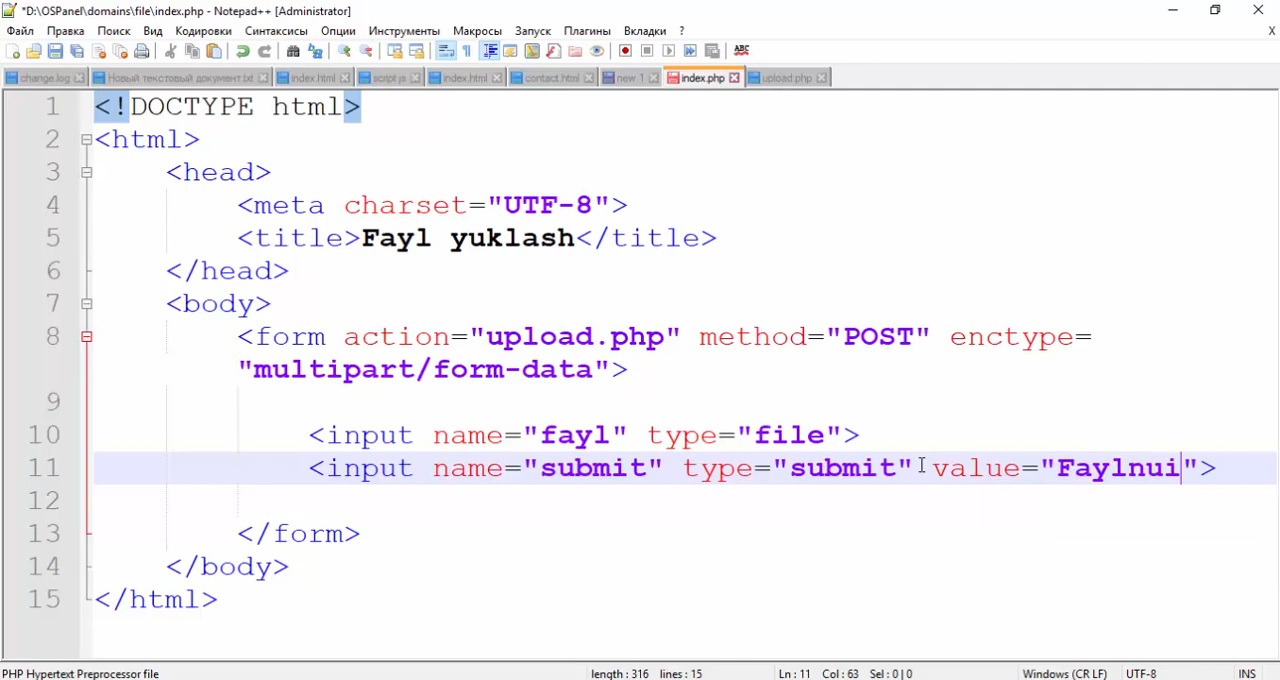 *D:\OSPanel\domains\file\index.php - Notepad++ [Administrator]
Файл Правка Поиск Вид Кодировки Синтаксисы Опции Инструменты Макросы Запуск Плагины Вкладки ? X
change.log Новый текстовый документ.txt index.html script.js index.html contact.html new 1 index.php upload.php
1 <!DOCTYPE html>
2 <html>
3 <head>
4 <meta charset="UTF-8">
5 <title>Fayl yuklash</title>
6 </head>
7 <body>
8 <form action="upload.php" method="POST" enctype=
"multipart/form-data">
9
10 <input name="fayl" type="file">
11 <input name="submit" type="submit" value="Faylnui">
12
13 </form>
14 </body>
15 </html>
PHP Hypertext Preprocessor file length : 316 lines : 15 Ln : 11 Col : 63 Sel : 0 | 0 Windows (CR LF) UTF-8 INS